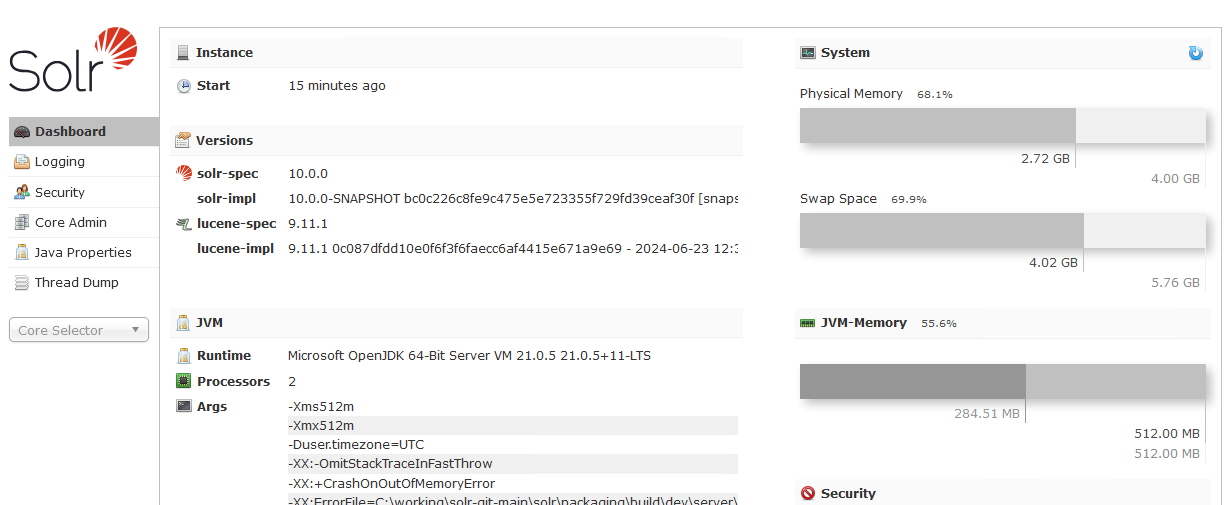 Solr
Dashboard
Logging
Security
Core Admin
Java Properties
Thread Dump
Core Selector
Instance
Start 15 minutes ago
Versions
solr-spec 10.0.0
solr-impl 10.0.0-SNAPSHOT bc0c226c8fe9c475e5e723355f729fd39ceaf30f [snaps
lucene-spec 9.11.1
lucene-impl 9.11.1 0c087dfdd10e0f6f3f6faecc6af4415e671a9e69 - 2024-06-23 12:3
JVM
Runtime Microsoft OpenJDK 64-Bit Server VM 21.0.5 21.0.5+11-LTS
Processors 2
Args -Xms512m
-Xmx512m
-Duser.timezone=UTC
-XX:-OmitStackTraceInFastThrow
-XX:+CrashOnOutOfMemoryError
-XX:ErrorFile=C:\working\solr-git-main\solr\packaging\build\dev\server\
System
Physical Memory 68.1%
2.72 GB
4.00 GB
Swap Space 69.9%
4.02 GB
5.76 GB
JVM-Memory 55.6%
284.51 MB
512.00 MB
512.00 MB
Security